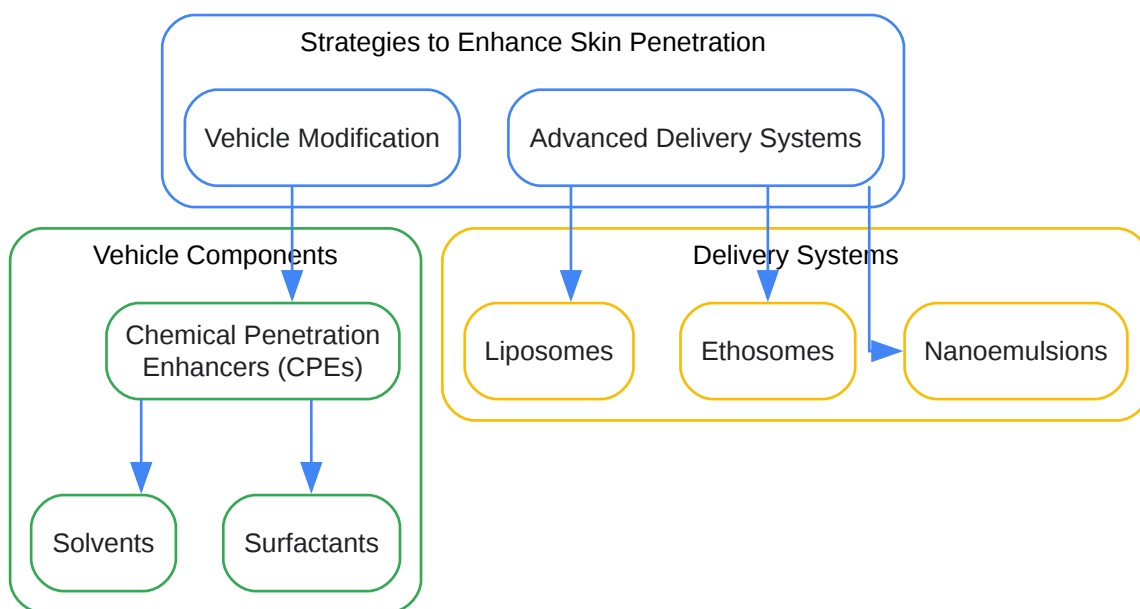 Strategies to Enhance Skin Penetration
Vehicle Modification
Advanced Delivery Systems
Vehicle Components
Delivery Systems
Chemical Penetration
Enhancers (CPEs)
Liposomes
Ethosomes
Nanoemulsions
Solvents
Surfactants